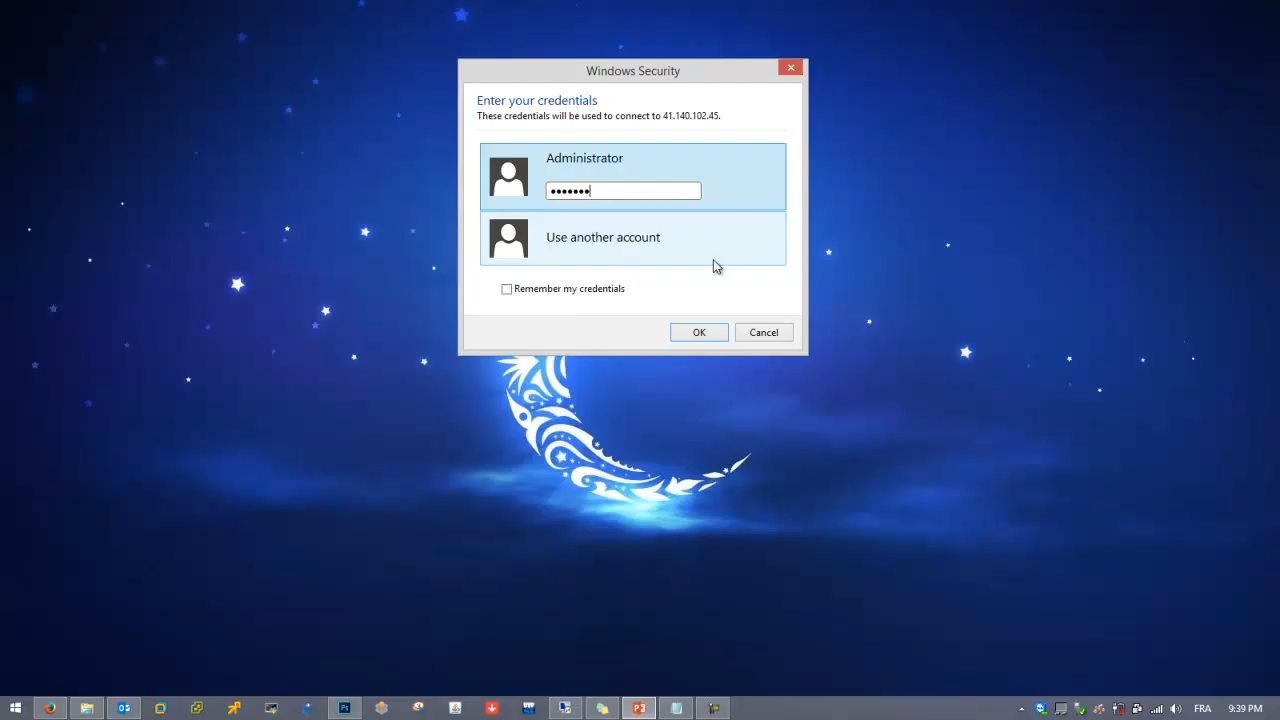 Windows Security
Enter your credentials
These credentials will be used to connect to 41.140.102.45.
Administrator
Use another account
Remember my credentials
OK
Cancel
FRA
9:39 PM